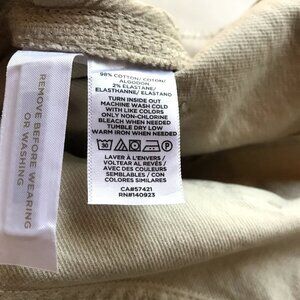 REMOVE BEFORE WEARING
OR WASHING
98% COTTON/ COTON/
ALGODON
2% ELASTANE/
ELASTHANNE/ ELASTANO
TURN INSIDE OUT
MACHINE WASH COLD
WITH LIKE COLORS
ONLY NON-CHLORINE
BLEACH WHEN NEEDED
TUMBLE DRY LOW
WARM IRON WHEN NEEDED
30
P
LAVER À L'ENVERS /
VOLTEAR AL REVÉS /
AVEC DES COULEURS
SEMBLABLES / CON
COLORES SIMILARES
CA#57421
RN#140923